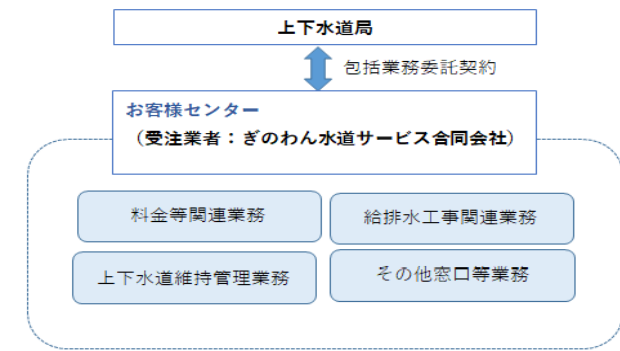 上下水道局
包括業務委託契約
お客様センター
（受注業者：ぎのわん水道サービス合同会社）
料金等関連業務
給排水工事関連業務
上下水道維持管理業務
その他窓口等業務